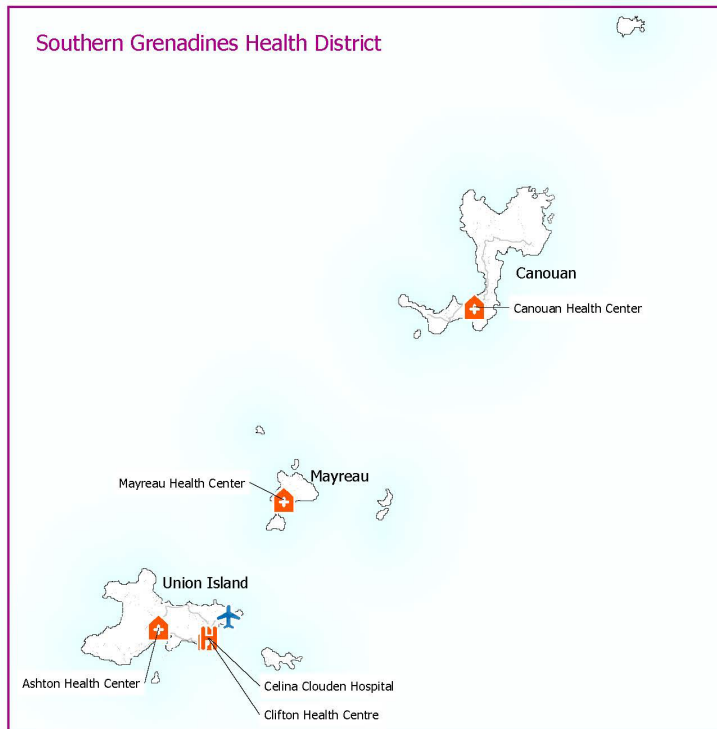 Southern Grenadines Health District
Canouan
Canouan Health Center
Mayreau
Mayreau Health Center
Union Island
Ashton Health Center
Celina Clouden Hospital
Clifton Health Centre